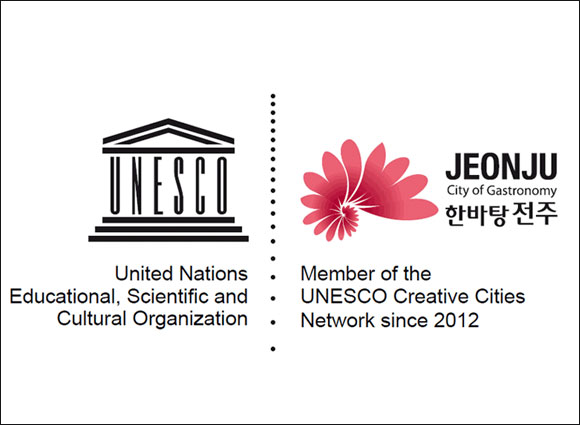 UNESCO
United Nations
Educational, Scientific and
Cultural Organization
JEONJU
City of Gastronomy
한바탕 전주
Member of the
UNESCO Creative Cities
Network since 2012